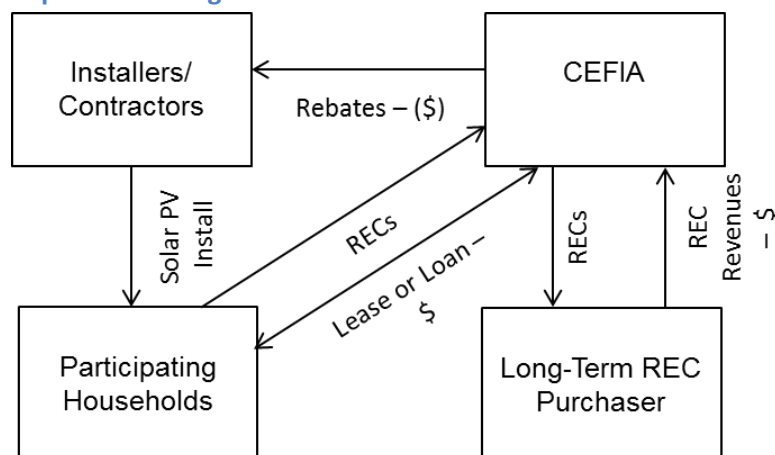 Installers/
Contractors
CEFIA
Rebates – ($)
Solar PV
Install
RECs
Lease or Loan –
$
RECs
REC
Revenues
– $
Participating
Households
Long-Term REC
Purchaser